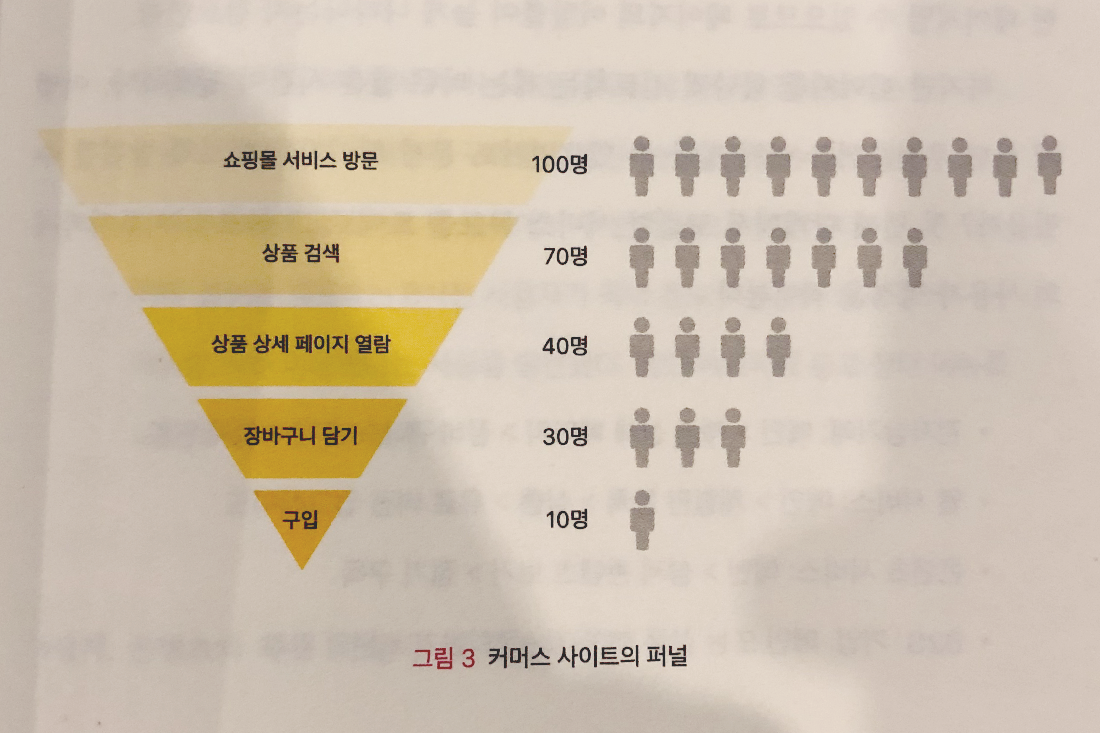 쇼핑몰 서비스 방문 100명
상품 검색 70명
상품 상세 페이지 열람 40명
장바구니 담기 30명
구입 10명
그림 3 커머스 사이트의 퍼널